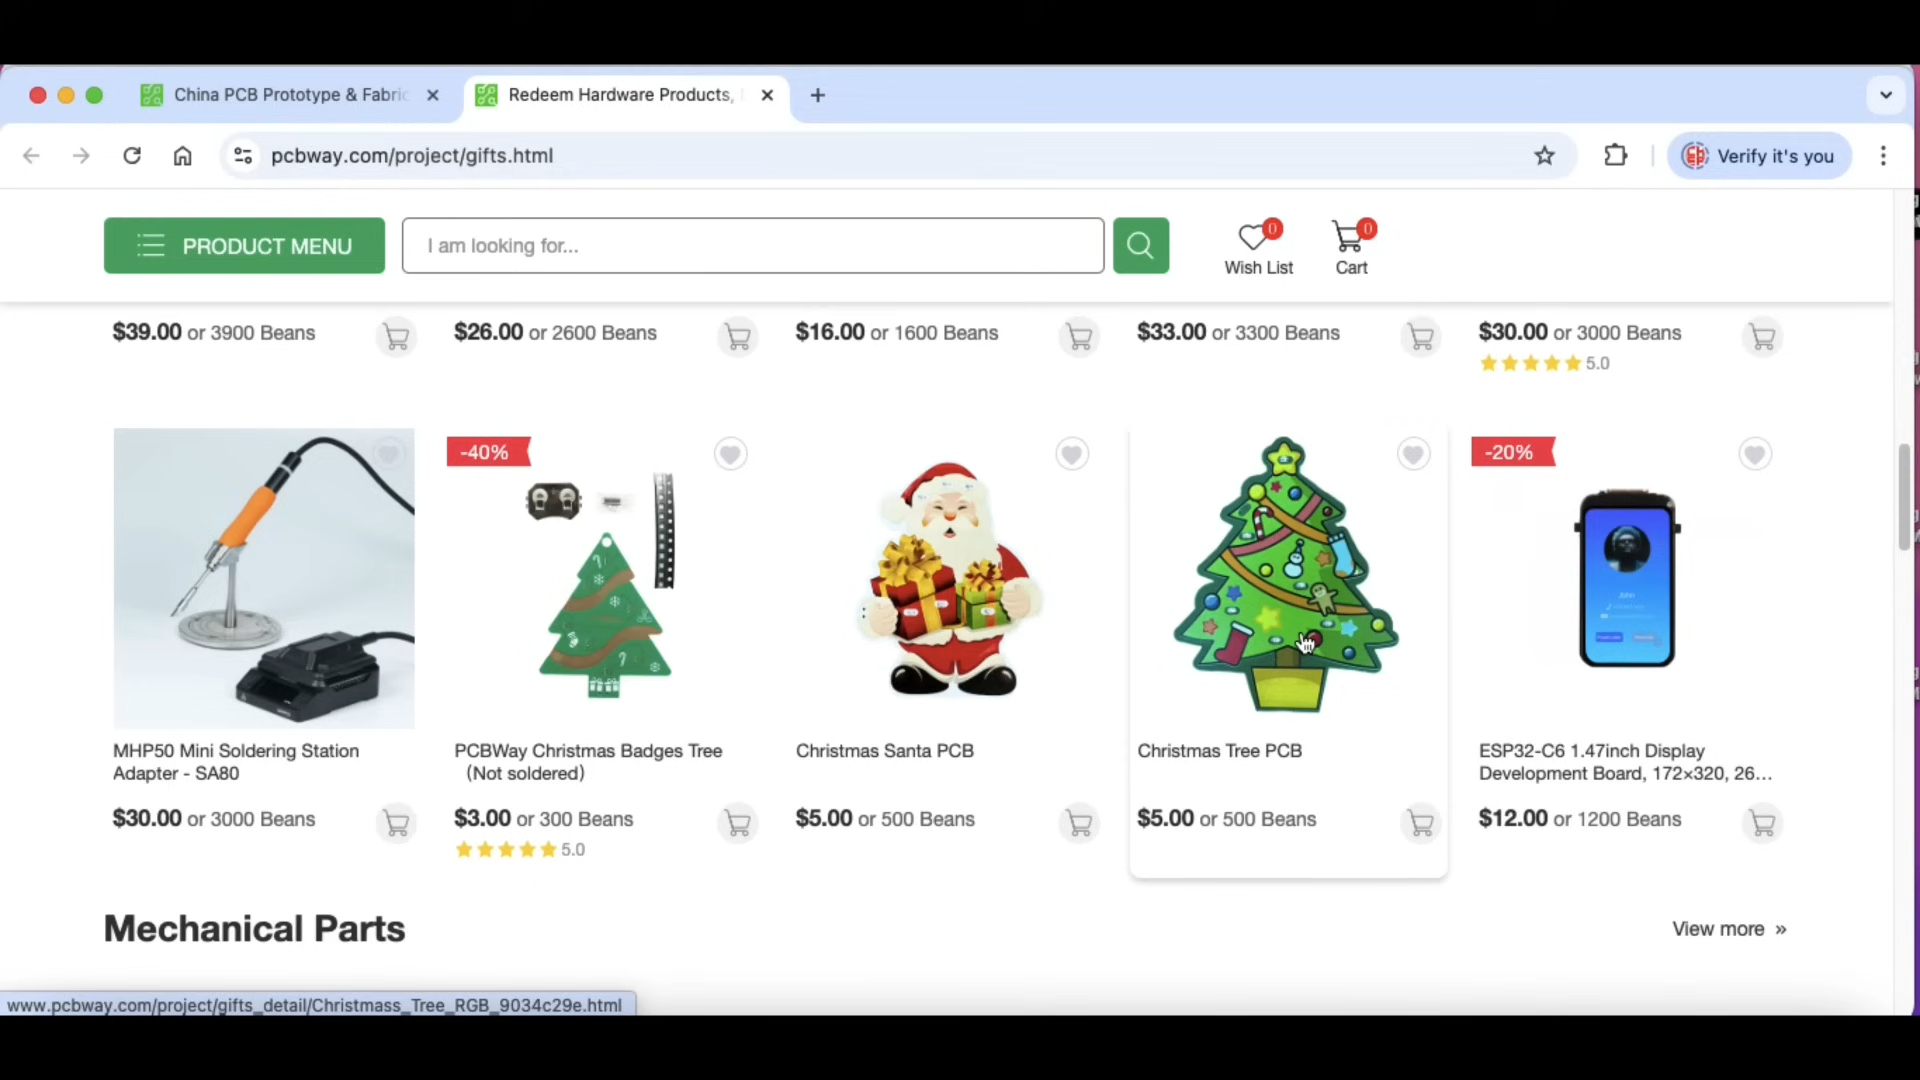 China PCB Prototype & Fabric
Redeem Hardware Products,
pcbway.com/project/gifts.html
Verify it's you
PRODUCT MENU
I am looking for...
0
Wish List
0
Cart
$39.00 or 3900 Beans
$26.00 or 2600 Beans
$16.00 or 1600 Beans
$33.00 or 3300 Beans
$30.00 or 3000 Beans
5.0
-40%
-20%
MHP50 Mini Soldering Station
Adapter - SA80
$30.00 or 3000 Beans
PCBWay Christmas Badges Tree
（Not soldered)
$3.00 or 300 Beans
5.0
Christmas Santa PCB
$5.00 or 500 Beans
Christmas Tree PCB
$5.00 or 500 Beans
John
ESP32-C6 1.47inch Display
Development Board, 172×320, 26...
$12.00 or 1200 Beans
Mechanical Parts
View more »
www.pcbway.com/project/gifts_detail/Christmass_Tree_RGB_9034c29e.html